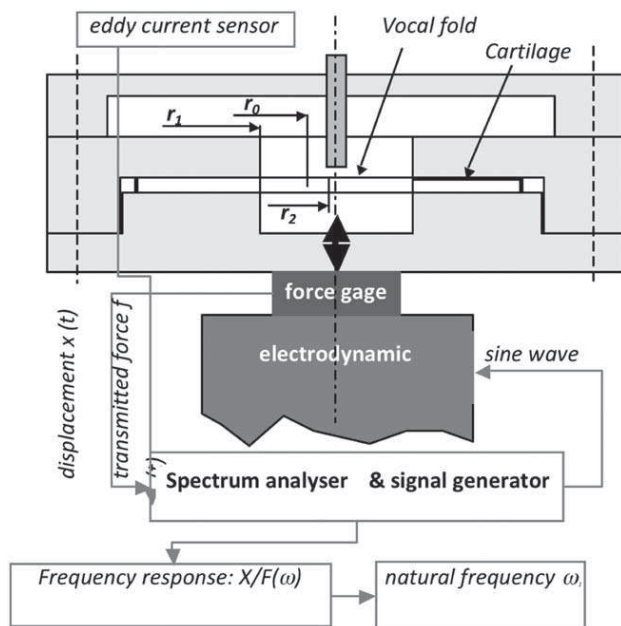 eddy current sensor
Vocal fold
Cartilage
r0
r1
r2
force gage
electrodynamic
sine wave
displacement x (t)
transmitted force f
(t)
Spectrum analyser & signal generator
Frequency response: X/F(ω)
natural frequency ω